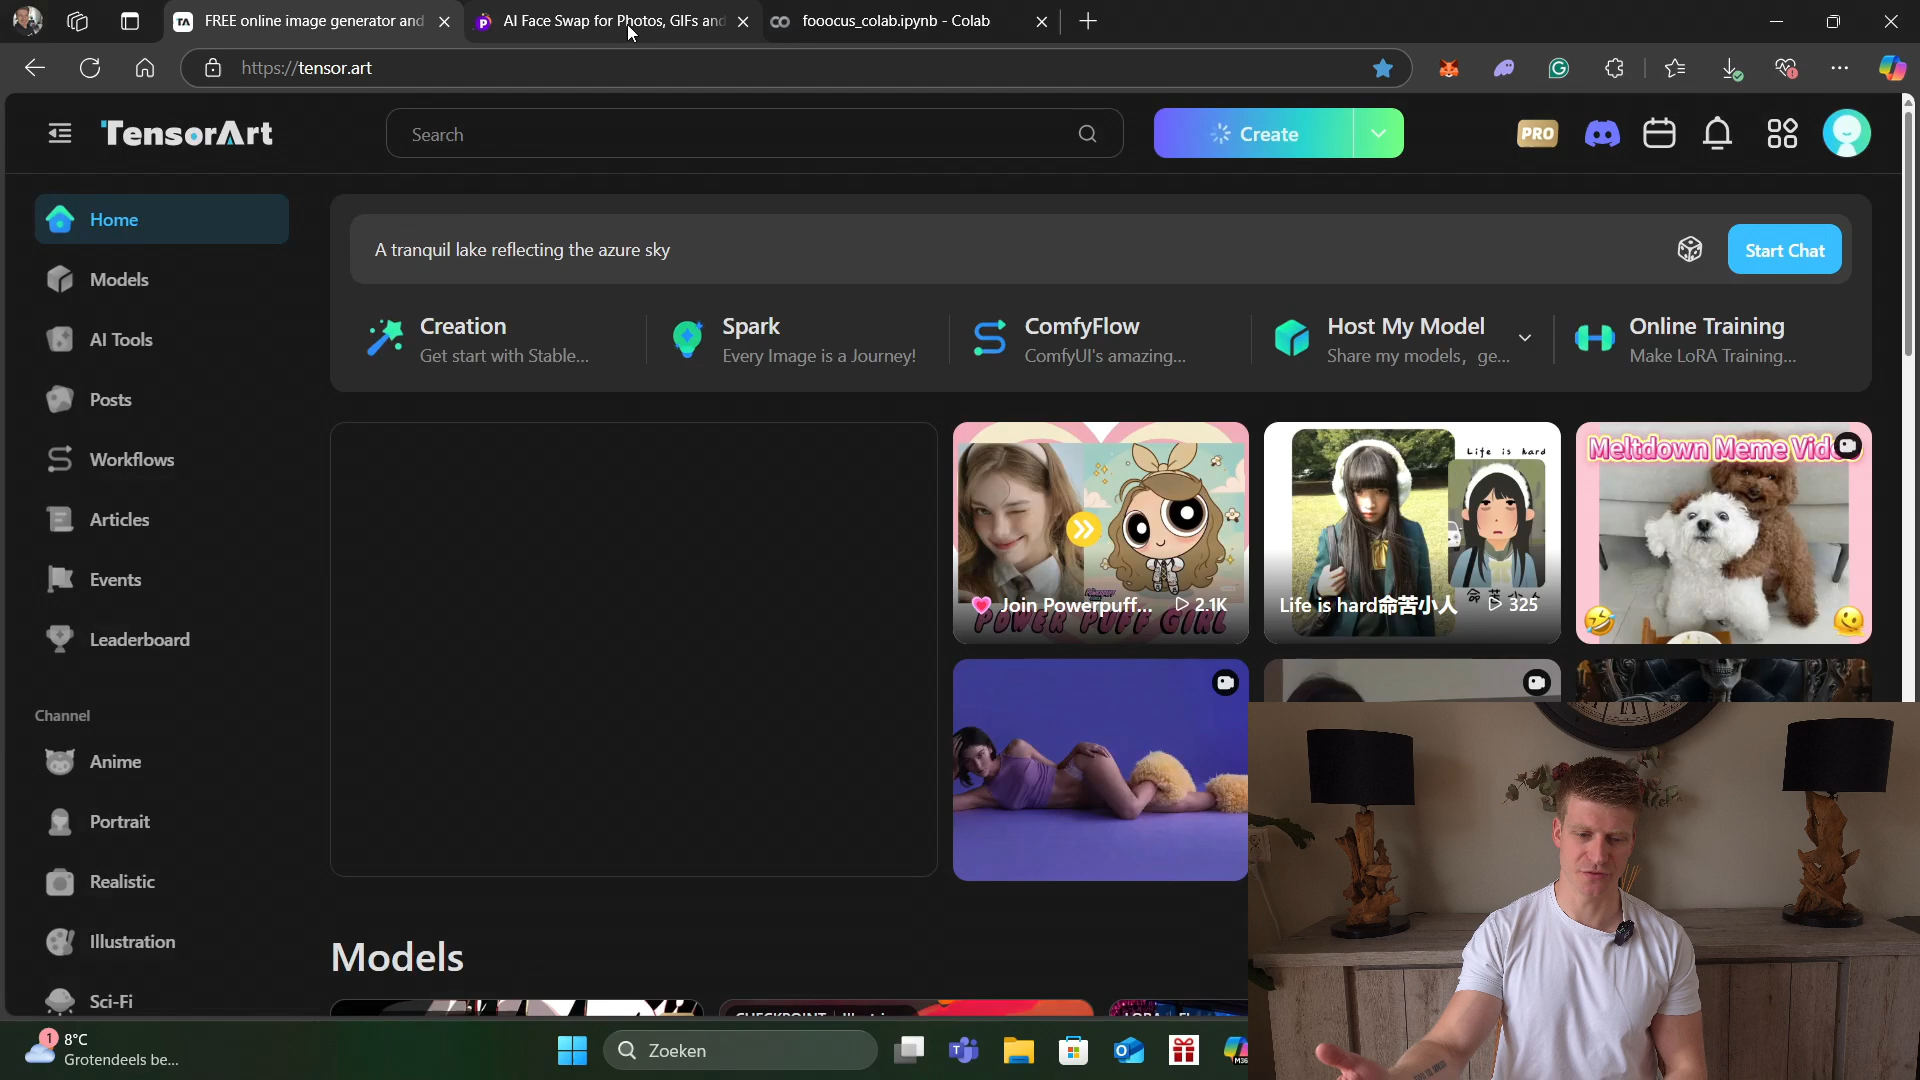 FREE online image generator and
AI Face Swap for Photos, GIFs and
fooocus_colab.ipynb - Colab
https://tensor.art
TensorArt
Search
Create
PRO
Home
Models
AI Tools
Posts
Workflows
Articles
Events
Leaderboard
Channel
Anime
Portrait
Realistic
Illustration
Sci-Fi
A tranquil lake reflecting the azure sky
Start Chat
Creation
Get start with Stable...
Spark
Every Image is a Journey!
ComfyFlow
ComfyUI's amazing...
Host My Model
Share my models, ge...
Online Training
Make LoRA Training...
Join Powerpuff... 2.1K
POWER PUFF GIRL
Life is hard
命苦小人
Life is hard命苦小人 325
Meltdown Meme Vid
Models
1
8°C
Grotendeels be...
Zoeken